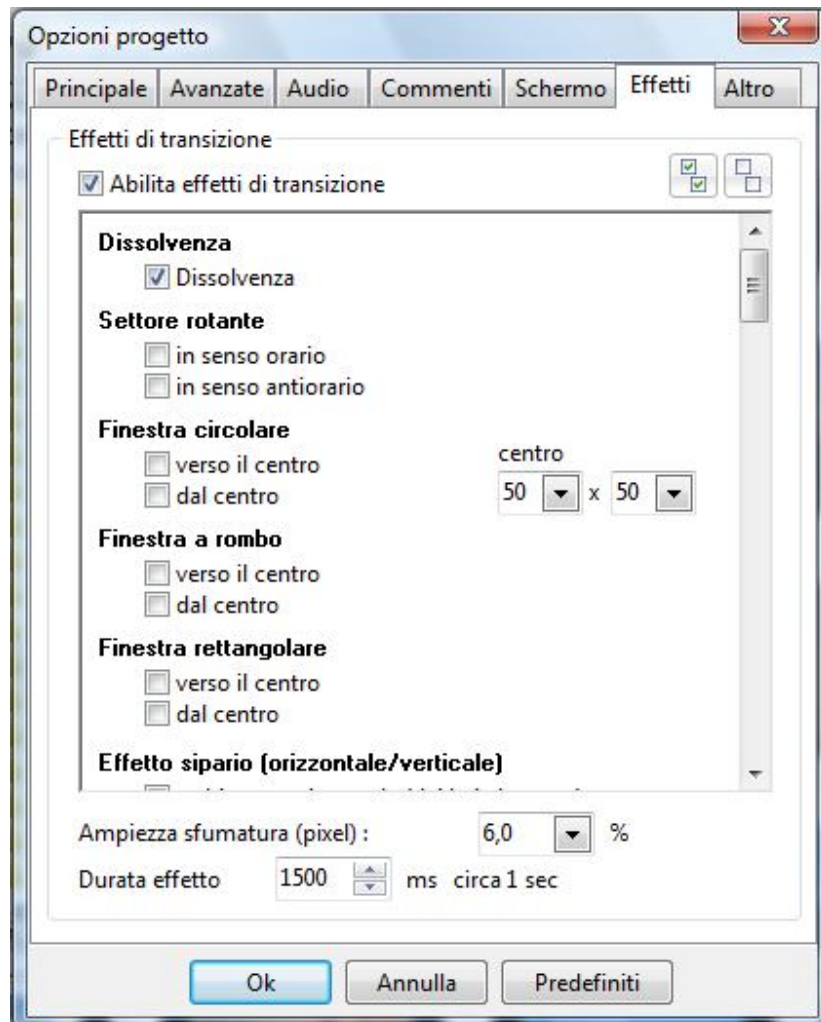 Opzioni progetto
Principale Avanzate Audio Commenti Schermo Effetti Altro
Effetti di transizione
Abilita effetti di transizione
Dissolvenza
Dissolvenza
Settore rotante
in senso orario
in senso antiorario
Finestra circolare
verso il centro
centro
dal centro
50 x 50
Finestra a rombo
verso il centro
dal centro
Finestra rettangolare
verso il centro
dal centro
Effetto sipario (orizzontale/verticale)
Ampiezza sfumatura (pixel) : 6,0 %
Durata effetto 1500 ms circa 1 sec
Ok Annulla Predefiniti